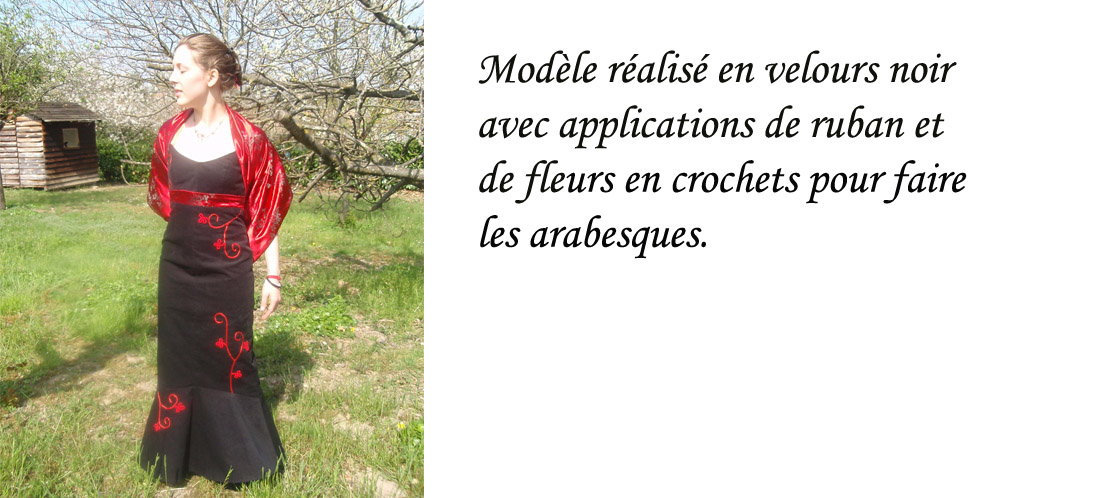 Modèle réalisé en velours noir
avec applications de ruban et
de fleurs en crochets pour faire
les arabesques.